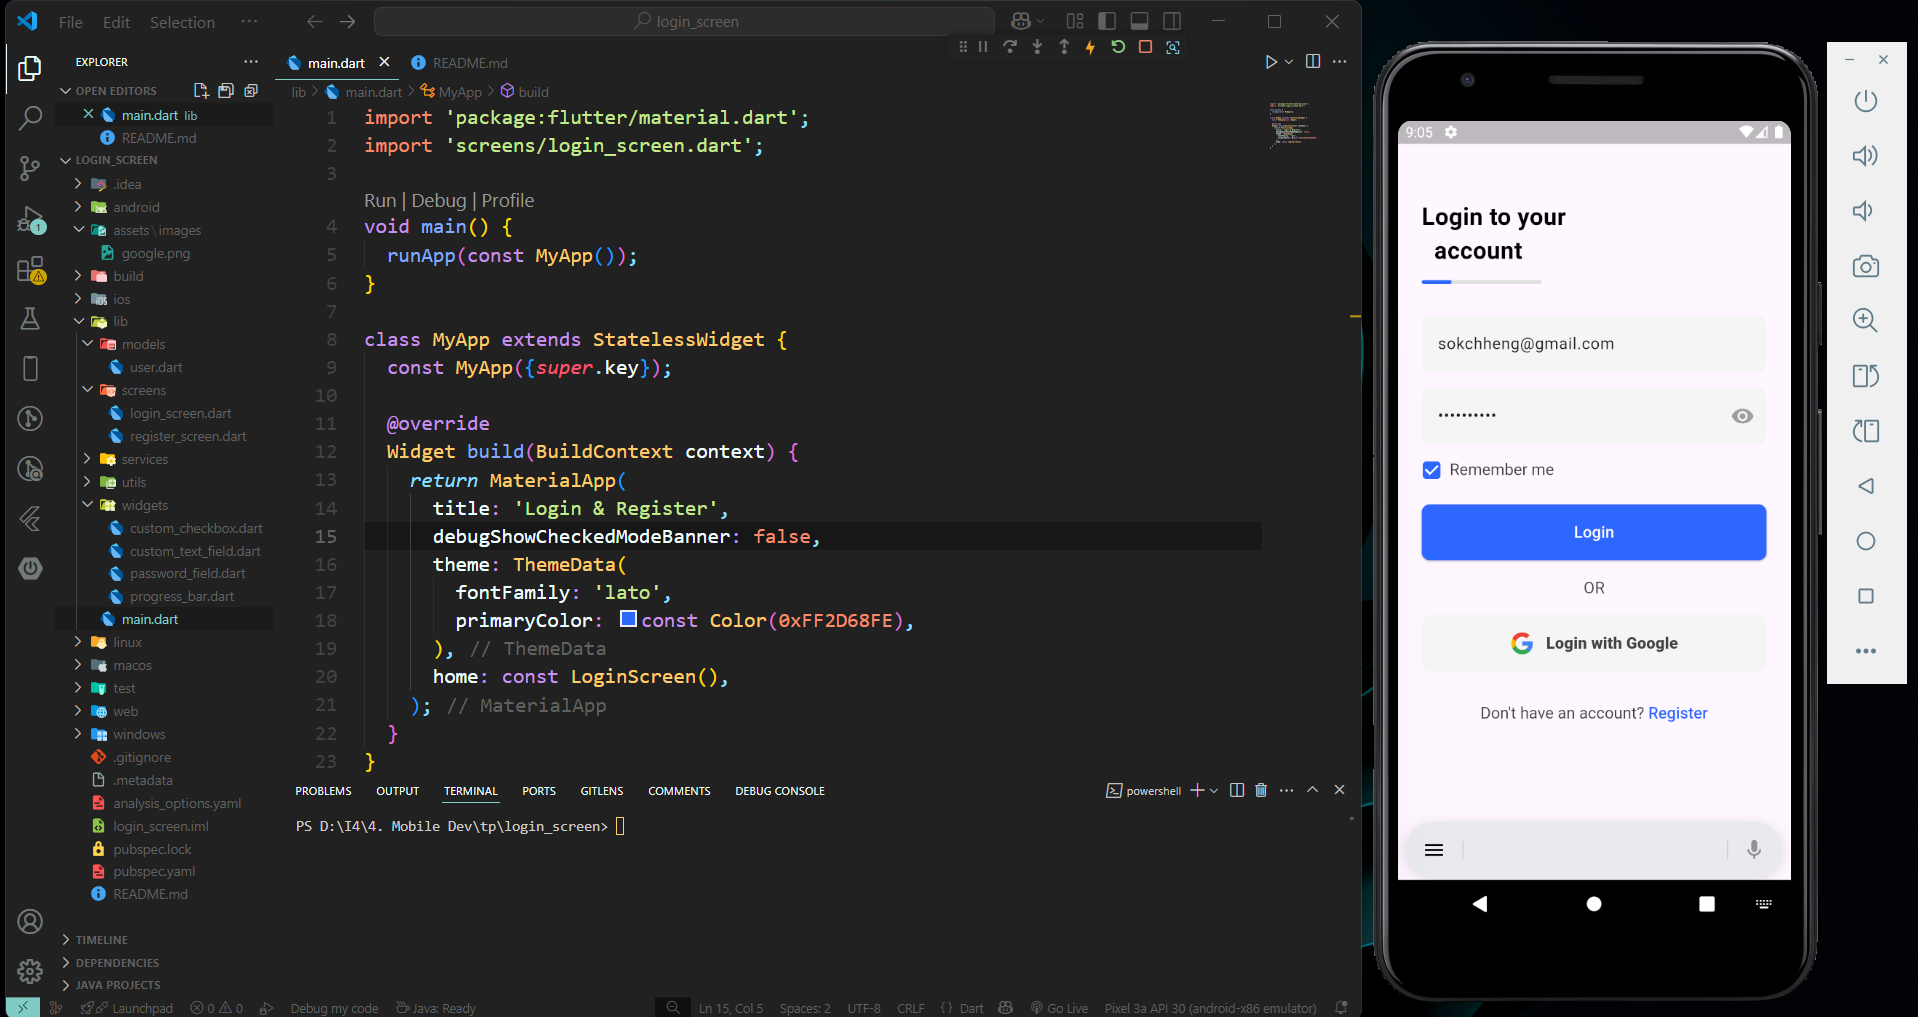 File Edit Selection ··· login_screen
EXPLORER ···
OPEN EDITORS
main.dart lib
README.md
LOGIN_SCREEN
.idea
android
assets \ images
google.png
build
ios
lib
models
user.dart
screens
login_screen.dart
register_screen.dart
services
utils
widgets
custom_checkbox.dart
custom_text_field.dart
password_field.dart
progress_bar.dart
main.dart
linux
macos
test
web
windows
.gitignore
.metadata
analysis_options.yaml
login_screen.iml
pubspec.lock
pubspec.yaml
README.md
TIMELINE
DEPENDENCIES
JAVA PROJECTS
1
main.dart README.md
lib > main.dart > MyApp > build
1 import 'package:flutter/material.dart';
2 import 'screens/login_screen.dart';
3
Run | Debug | Profile
4 void main() {
5 runApp(const MyApp());
6 }
7
8 class MyApp extends StatelessWidget {
9 const MyApp({super.key});
10
11 @override
12 Widget build(BuildContext context) {
13 return MaterialApp(
14 title: 'Login & Register',
15 debugShowCheckedModeBanner: false,
16 theme: ThemeData(
17 fontFamily: 'lato',
18 primaryColor: const Color(0xFF2D68FE),
19 ), // ThemeData
20 home: const LoginScreen(),
21 ); // MaterialApp
22 }
23 }
PROBLEMS OUTPUT TERMINAL PORTS GITLENS COMMENTS DEBUG CONSOLE powershell
PS D:\I4\4. Mobile Dev\tp\login_screen>
Launchpad 0 0 Debug my code Java: Ready Ln 15, Col 5 Spaces: 2 UTF-8 CRLF {} Dart Go Live Pixel 3a API 30 (android-x86 emulator)
9:05
Login to your
account
sokchheng@gmail.com
••••••••••
Remember me
Login
OR
Login with Google
Don't have an account? Register